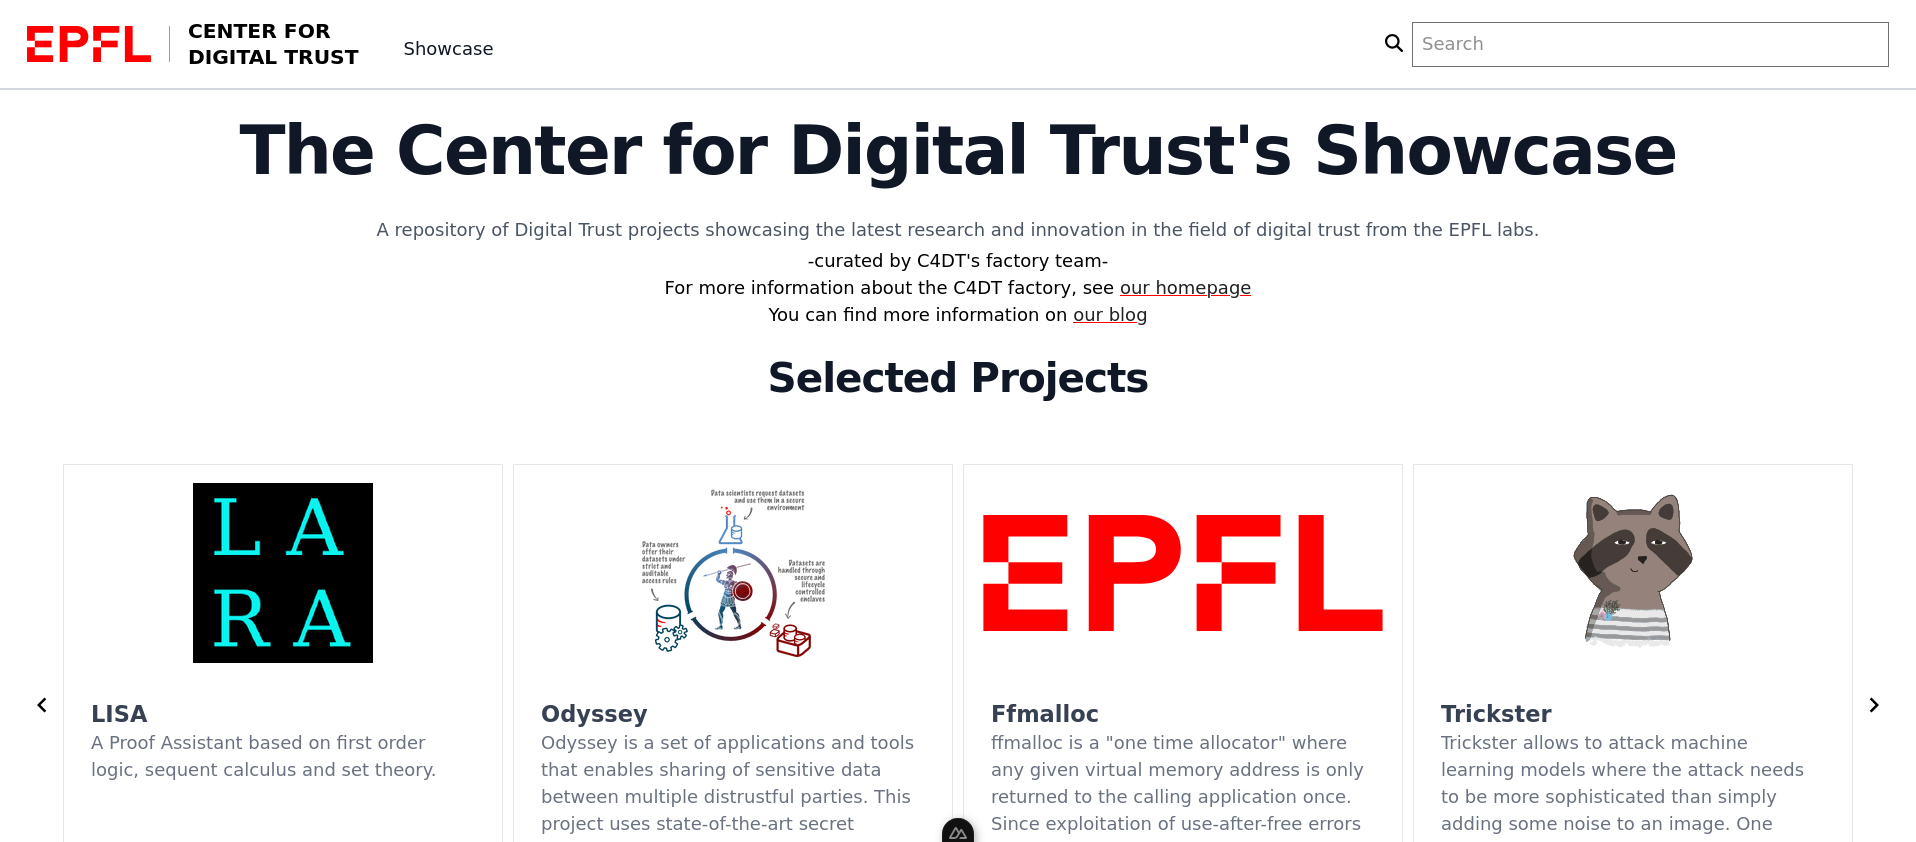 EPFL
CENTER FOR
DIGITAL TRUST
Showcase
Search
The Center for Digital Trust's Showcase
A repository of Digital Trust projects showcasing the latest research and innovation in the field of digital trust from the EPFL labs.
-curated by C4DT's factory team-
For more information about the C4DT factory, see our homepage
You can find more information on our blog
Selected Projects
L A
R A
LISA
A Proof Assistant based on first order
logic, sequent calculus and set theory.
Data scientists request datasets
and use them in a secure
environment
Data owners
offer their
datasets under
strict and
auditable
access rules
Datasets are
handled through
secure and
lifecycle
controlled
enclaves
Odyssey
Odyssey is a set of applications and tools
that enables sharing of sensitive data
between multiple distrustful parties. This
project uses state-of-the-art secret
EPFL
Ffmalloc
ffmalloc is a "one time allocator" where
any given virtual memory address is only
returned to the calling application once.
Since exploitation of use-after-free errors
Trickster
Trickster allows to attack machine
learning models where the attack needs
to be more sophisticated than simply
adding some noise to an image. One